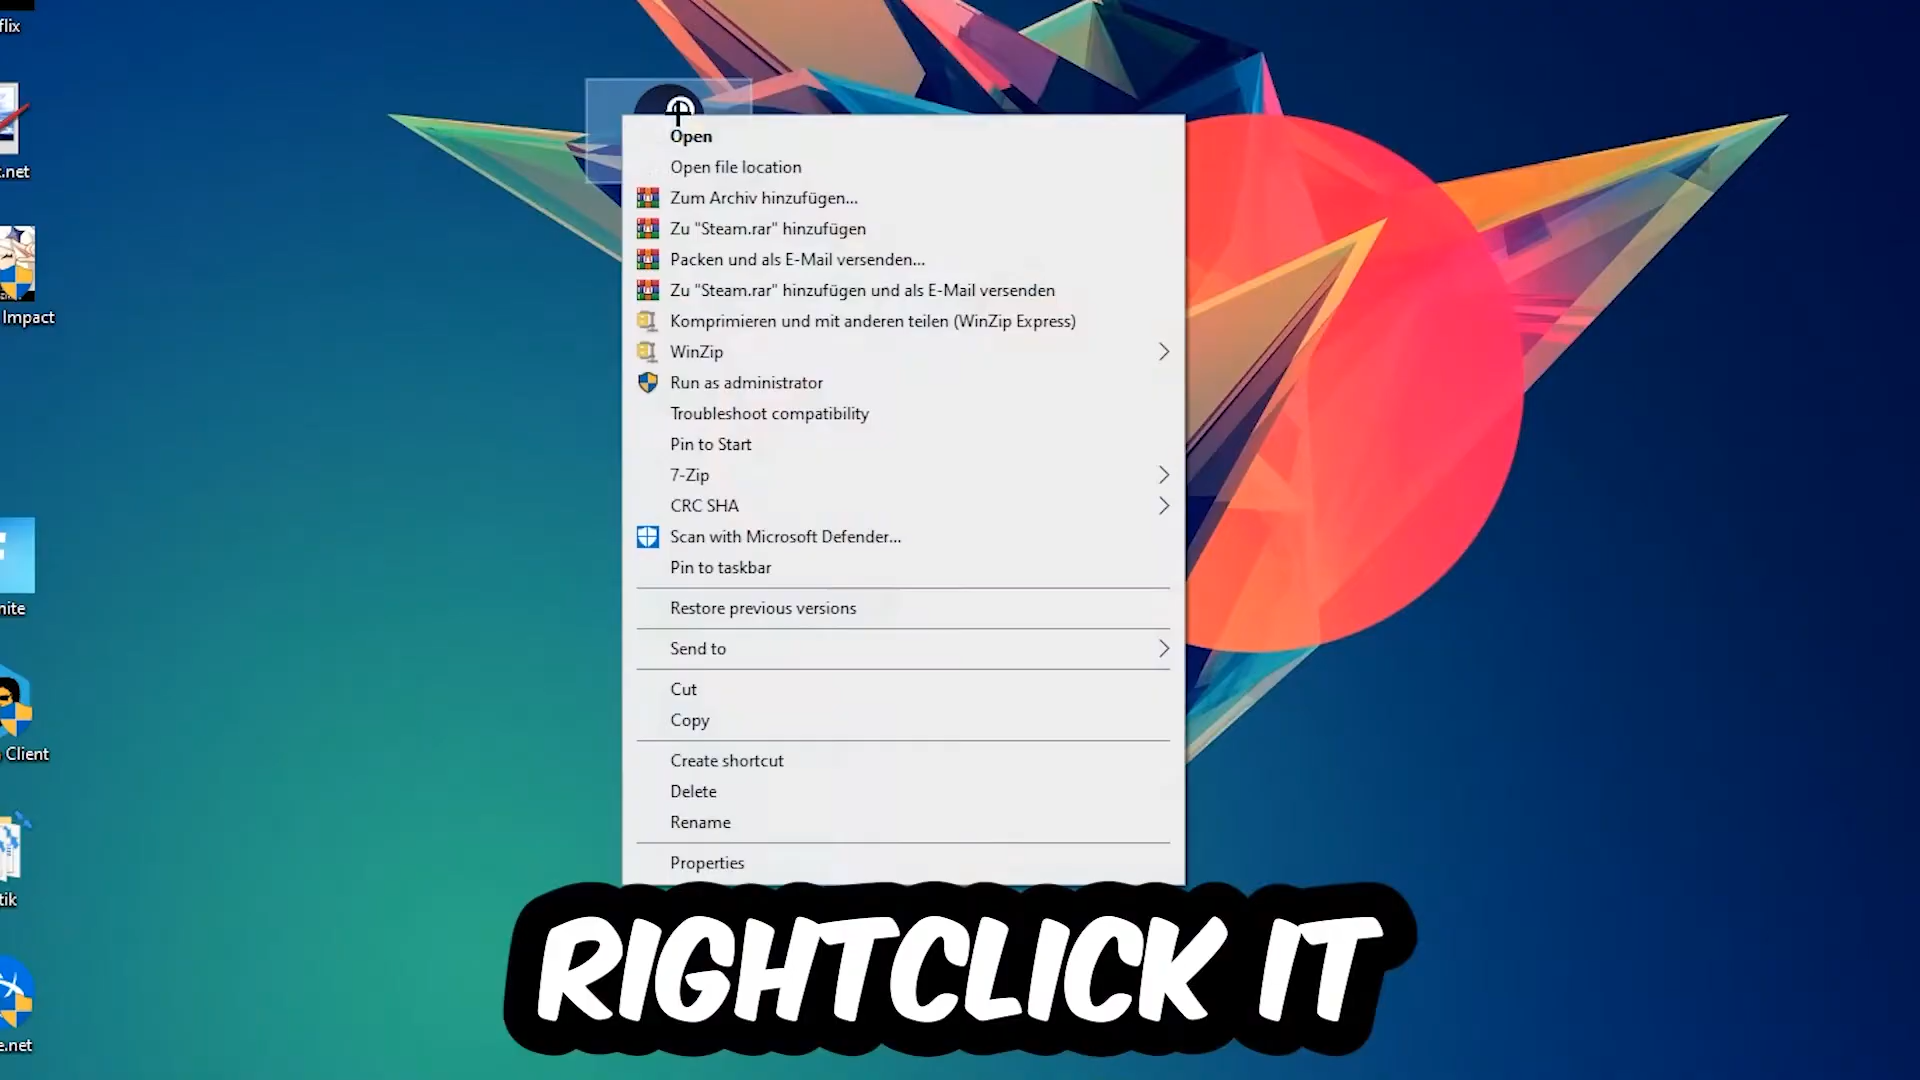 flix
.net
Impact
nite
Client
tik
e.net
Open
Open file location
Zum Archiv hinzufügen...
Zu "Steam.rar" hinzufügen
Packen und als E-Mail versenden...
Zu "Steam.rar" hinzufügen und als E-Mail versenden
Komprimieren und mit anderen teilen (WinZip Express)
WinZip
Run as administrator
Troubleshoot compatibility
Pin to Start
7-Zip
CRC SHA
Scan with Microsoft Defender...
Pin to taskbar
Restore previous versions
Send to
Cut
Copy
Create shortcut
Delete
Rename
Properties
RIGHTCLICK IT